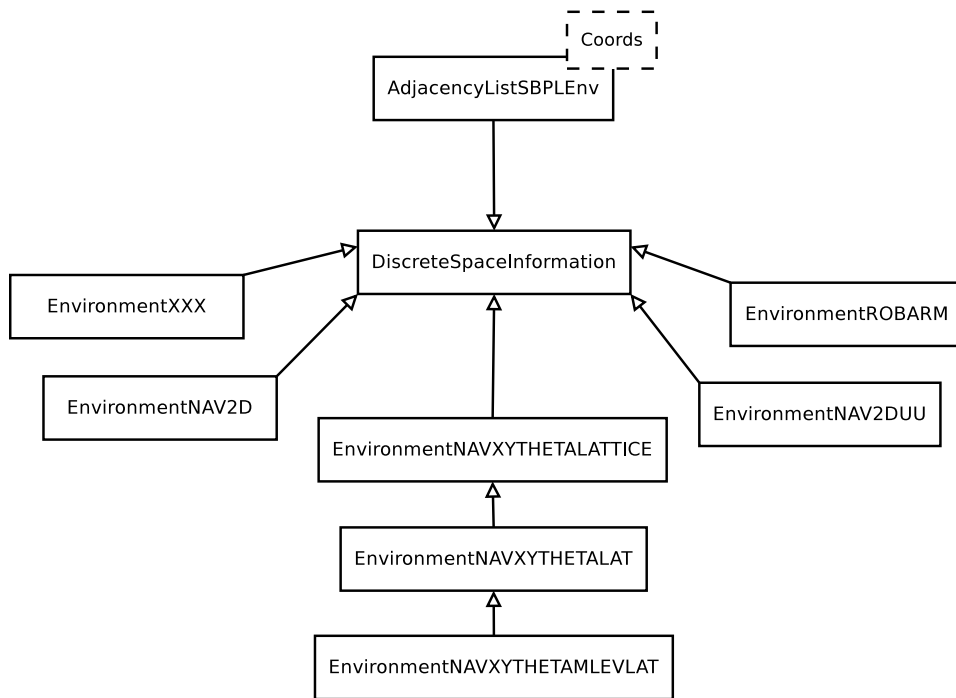 Coords
AdjacencyListSBPLEnv
DiscreteSpaceInformation
EnvironmentXXX
EnvironmentROBARM
EnvironmentNAV2D
EnvironmentNAV2DUU
EnvironmentNAVXYTHETALATTICE
EnvironmentNAVXYTHETALAT
EnvironmentNAVXYTHETAMLEVLAT